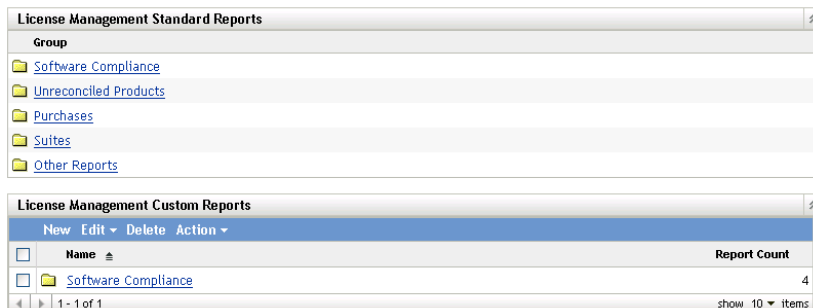 License Management Standard Reports
Group
Software Compliance
Unreconciled Products
Purchases
Suites
Other Reports
License Management Custom Reports
New Edit Delete Action
Name Report Count
Software Compliance 4
1 - 1 of 1 show 10 items